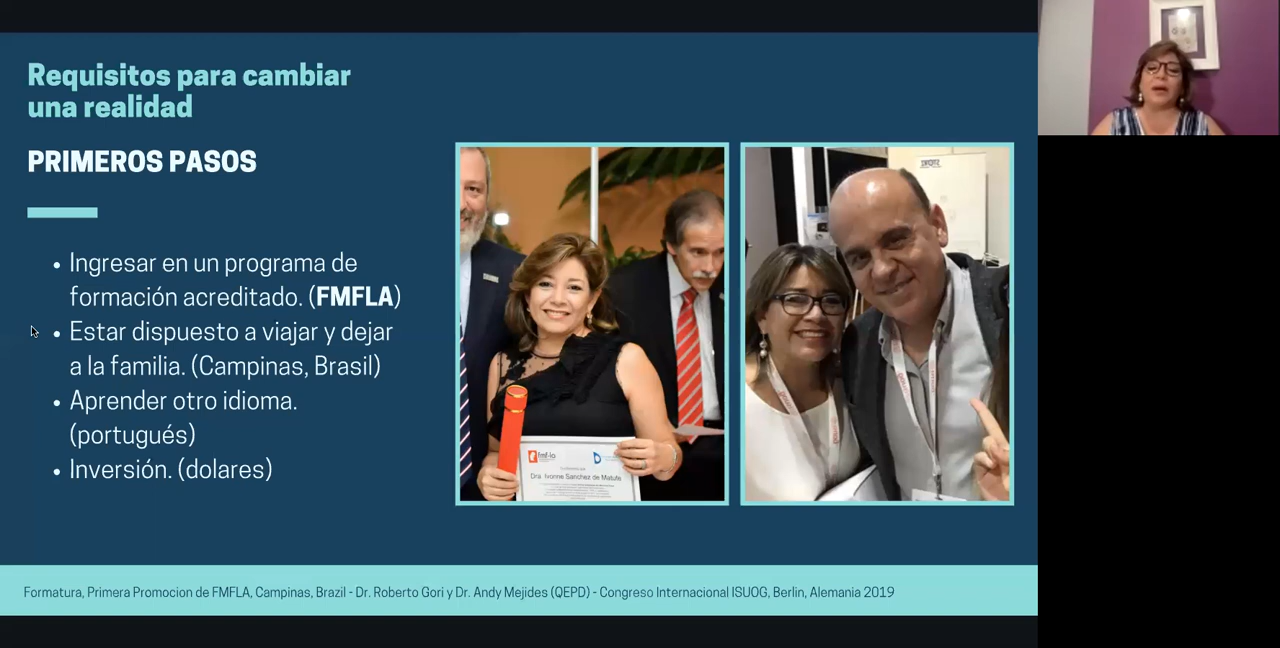 Requisitos para cambiar
una realidad
PRIMEROS PASOS
• Ingresar en un programa de
formación acreditado. (FMFLA)
• Estar dispuesto a viajar y dejar
a la familia. (Campinas, Brasil)
• Aprender otro idioma.
(portugués)
• Inversión. (dolares)
fmf-la
Dra Ivonne Sanchez de Matute
Formatura, Primera Promocion de FMFLA, Campinas, Brazil - Dr. Roberto Gori y Dr. Andy Mejides (QEPD) - Congreso Internacional ISUOG, Berlin, Alemania 2019